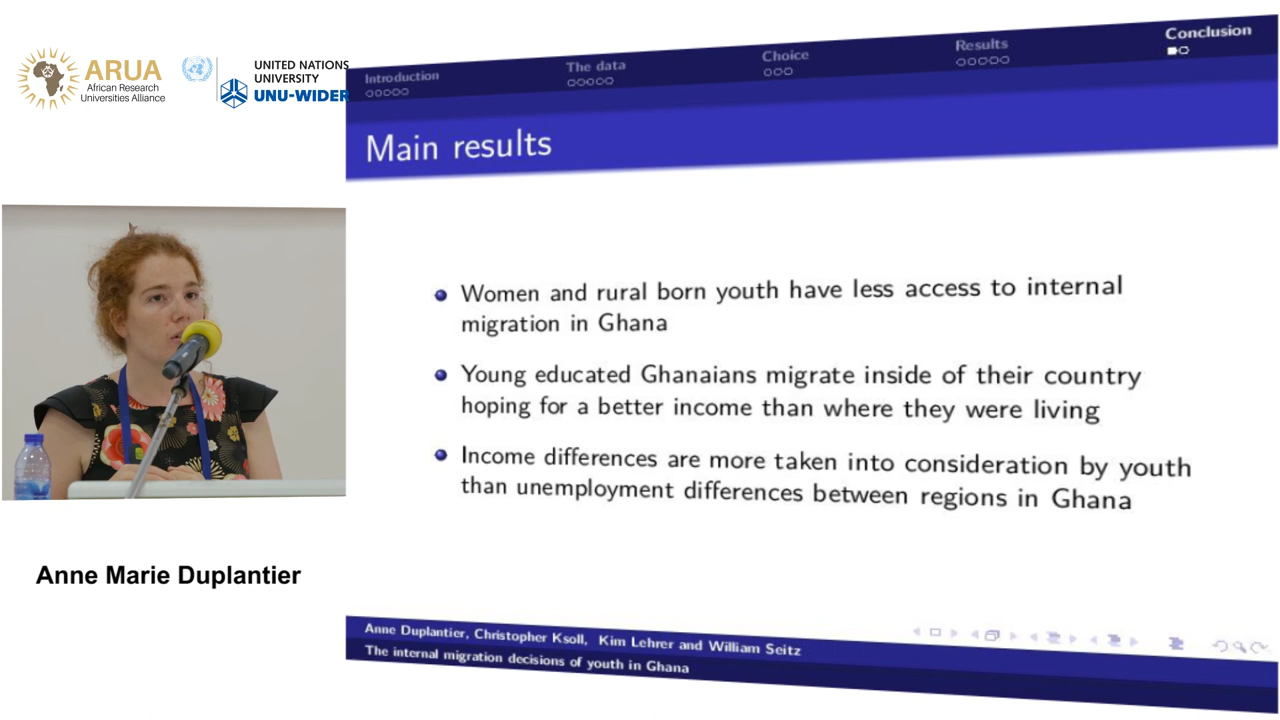 ARUA
African Research
Universities Alliance
UNITED NATIONS
UNIVERSITY
UNU-WIDER
Introduction
The data
Choice
Results
Conclusion
Main results
Women and rural born youth have less access to internal
migration in Ghana
Young educated Ghanaians migrate inside of their country
hoping for a better income than where they were living
Income differences are more taken into consideration by youth
than unemployment differences between regions in Ghana
Anne Marie Duplantier
Anne Duplantier, Christopher Ksoll, Kim Lehrer and William Seitz
The internal migration decisions of youth in Ghana